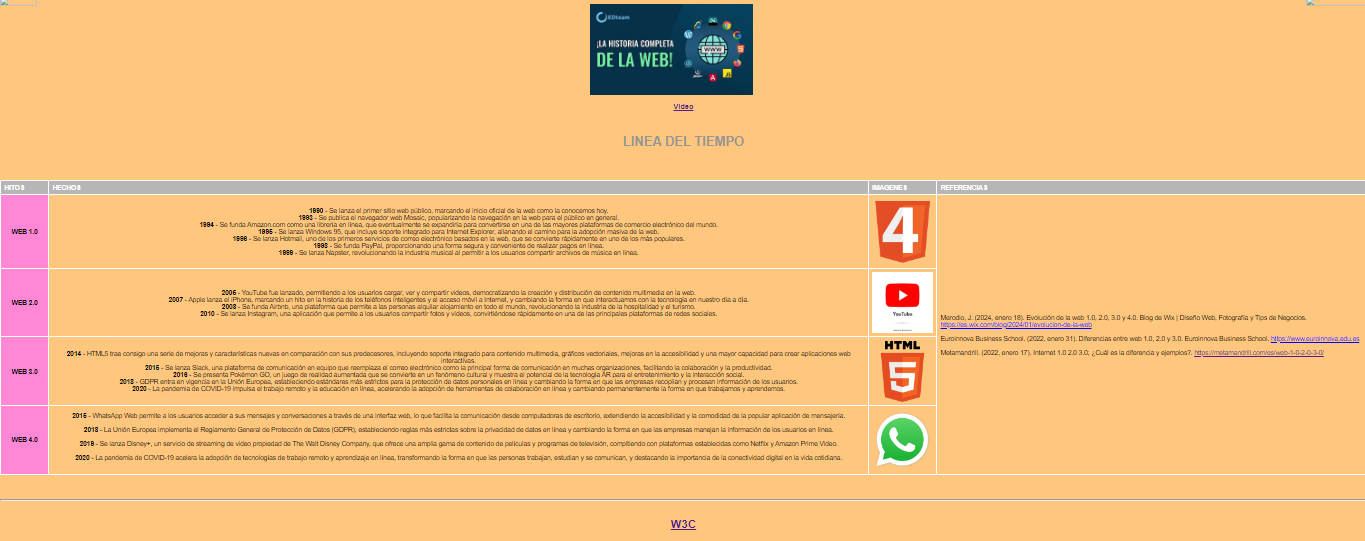 EDteam
¡LA HISTORIA COMPLETA
DE LA WEB!
WWW
Video
LINEA DEL TIEMPO
HITOS
HECHOS
IMAGENES
REFERENCIAS
WEB 1.0
1990 - Se lanza el primer sitio web público, marcando el inicio oficial de la web como la conocemos hoy.
1993 - Se publica el navegador web Mosaic, popularizando la navegación en la web para el público en general.
1994 - Se funda Amazon.com como una librería en línea, que eventualmente se expandiría para convertirse en una de las mayores plataformas de comercio electrónico del mundo.
1995 - Se lanza Windows 95, que incluye soporte integrado para Internet Explorer, allanando el camino para la adopción masiva de la web.
1996 - Se lanza Hotmail, uno de los primeros servicios de correo electrónico basados en la web, que se convierte rápidamente en uno de los más populares.
1998 - Se funda PayPal, proporcionando una forma segura y conveniente de realizar pagos en línea.
1999 - Se lanza Napster, revolucionando la industria musical al permitir a los usuarios compartir archivos de música en línea.
4
WEB 2.0
2005 - YouTube fue lanzado, permitiendo a los usuarios cargar, ver y compartir videos, democratizando la creación y distribución de contenido multimedia en la web.
2007 - Apple lanza el iPhone, marcando un hito en la historia de los teléfonos inteligentes y el acceso móvil a Internet, y cambiando la forma en que interactuamos con la tecnología en nuestro día a día.
2008 - Se funda Airbnb, una plataforma que permite a las personas alquilar alojamiento en todo el mundo, revolucionando la industria de la hospitalidad y el turismo.
2010 - Se lanza Instagram, una aplicación que permite a los usuarios compartir fotos y videos, convirtiéndose rápidamente en una de las principales plataformas de redes sociales.
YouTube
WEB 3.0
2014 - HTML5 trae consigo una serie de mejoras y características nuevas en comparación con sus predecesores, incluyendo soporte integrado para contenido multimedia, gráficos vectoriales, mejoras en la accesibilidad y una mayor capacidad para crear aplicaciones web
interactivas.
2015 - Se lanza Slack, una plataforma de comunicación en equipo que reemplaza el correo electrónico como la principal forma de comunicación en muchas organizaciones, facilitando la colaboración y la productividad.
2016 - Se presenta Pokémon GO, un juego de realidad aumentada que se convierte en un fenómeno cultural y muestra el potencial de la tecnología AR para el entretenimiento y la interacción social.
2018 - GDPR entra en vigencia en la Unión Europea, estableciendo estándares más estrictos para la protección de datos personales en línea y cambiando la forma en que las empresas recopilan y procesan información de los usuarios.
2020 - La pandemia de COVID-19 impulsa el trabajo remoto y la educación en línea, acelerando la adopción de herramientas de colaboración en línea y cambiando permanentemente la forma en que trabajamos y aprendemos.
HTML
5
WEB 4.0
2015 - WhatsApp Web permite a los usuarios acceder a sus mensajes y conversaciones a través de una interfaz web, lo que facilita la comunicación desde computadoras de escritorio, extendiendo la accesibilidad y la comodidad de la popular aplicación de mensajería.
2018 - La Unión Europea implementa el Reglamento General de Protección de Datos (GDPR), estableciendo reglas más estrictas sobre la privacidad de datos en línea y cambiando la forma en que las empresas manejan la información de los usuarios en línea.
2019 - Se lanza Disney+, un servicio de streaming de video propiedad de The Walt Disney Company, que ofrece una amplia gama de contenido de películas y programas de televisión, compitiendo con plataformas establecidas como Netflix y Amazon Prime Video.
2020 - La pandemia de COVID-19 acelera la adopción de tecnologías de trabajo remoto y aprendizaje en línea, transformando la forma en que las personas trabajan, estudian y se comunican, y destacando la importancia de la conectividad digital en la vida cotidiana.
Merodio, J. (2024, enero 18). Evolución de la web 1.0, 2.0, 3.0 y 4.0. Blog de Wix | Diseño Web, Fotografía y Tips de Negocios.
https://es.wix.com/blog/2024/01/evolucion-de-la-web
Euroinnova Business School. (2022, enero 31). Diferencias entre web 1.0, 2.0 y 3.0. Euroinnova Business School. https://www.euroinnova.edu.es
Metamandrill. (2022, enero 17). Internet 1.0 2.0 3.0; ¿Cuál es la diferencia y ejemplos?. https://metamandrill.com/es/web-1-0-2-0-3-0/
W3C